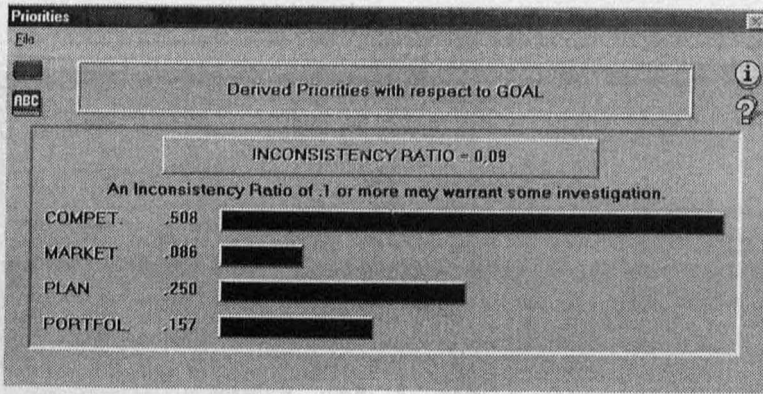 Priorities
File
ABC
Derived Priorities with respect to GOAL
i
?
INCONSISTENCY RATIO = 0.09
An Inconsistency Ratio of .1 or more may warrant some investigation.
COMPET. .508
MARKET .086
PLAN .250
PORTFOL. .157